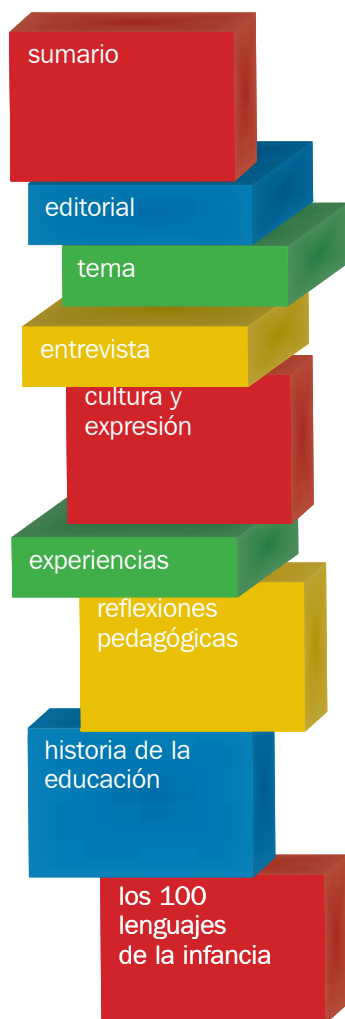 sumario
editorial
tema
entrevista
cultura y
expresión
experiencias
reflexiones
pedagógicas
historia de la
educación
los 100
lenguajes
de la infancia